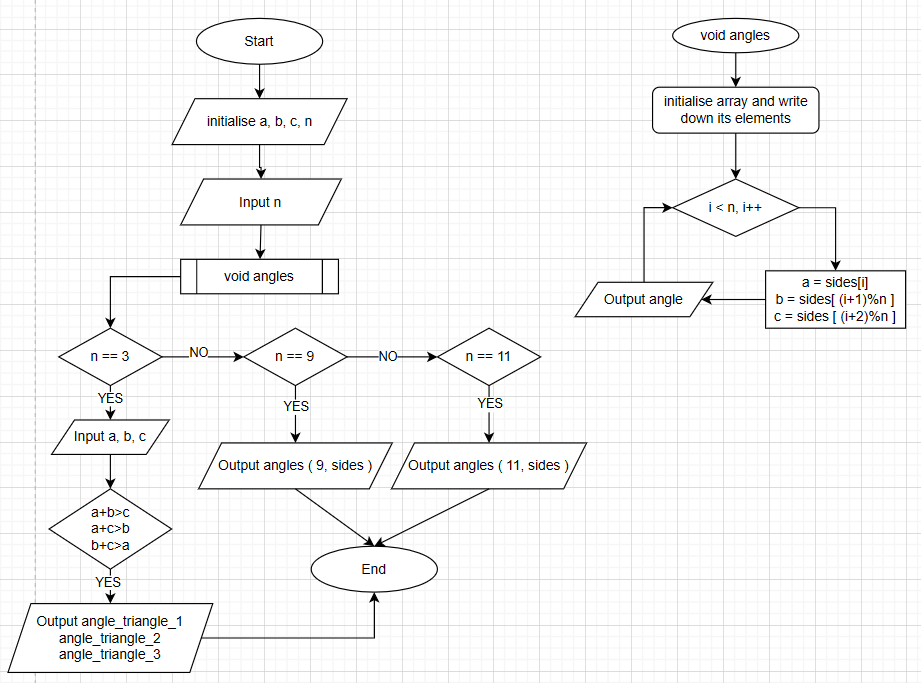 Start
initialise a, b, c, n
Input n
void angles
n == 3
NO
n == 9
NO
n == 11
YES
YES
YES
Input a, b, c
Output angles ( 9, sides )
Output angles ( 11, sides )
a+b>c
a+c>b
b+c>a
End
YES
Output angle_triangle_1
angle_triangle_2
angle_triangle_3
void angles
initialise array and write
down its elements
i < n, i++
a = sides[i]
b = sides[ (i+1)%n ]
c = sides [ (i+2)%n ]
Output angle